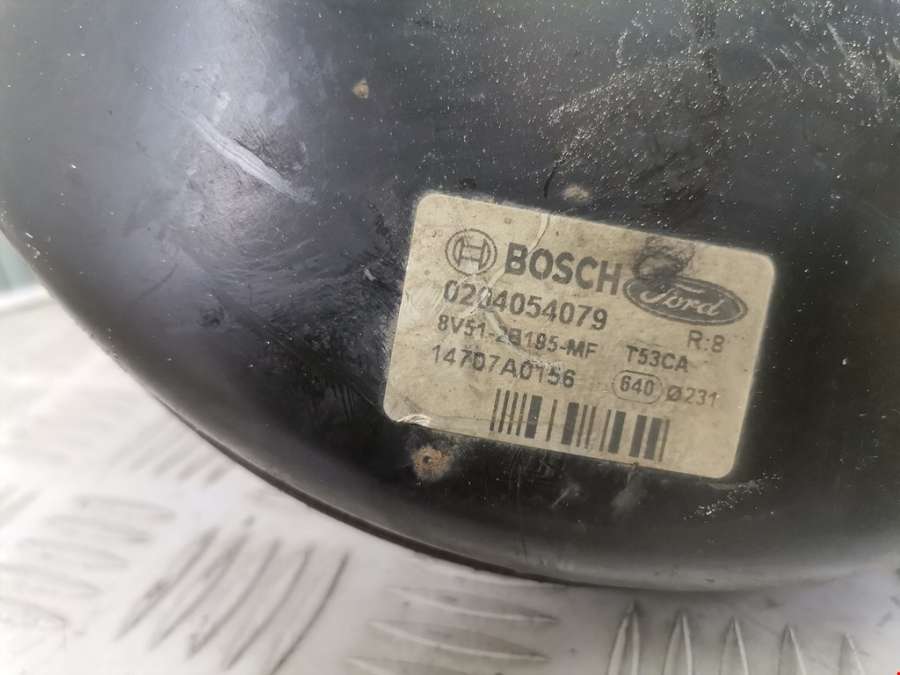 BOSCH
Ford
0204054079
R:8
8V51-2B195-MF T53CA
14707A0156 640 Ø231